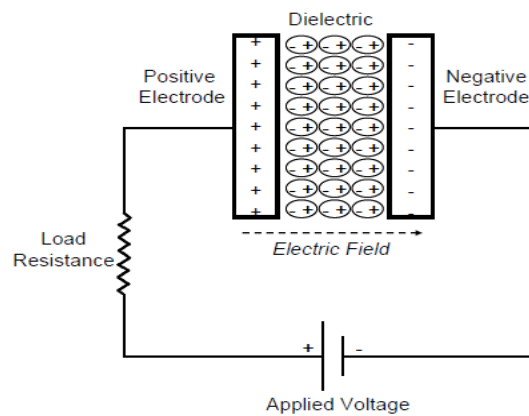 Dielectric
Positive
Electrode
Negative
Electrode
+ - + - + - + -
+ - + - + - + -
+ - + - + - + -
+ - + - + - + -
+ - + - + - + -
+ - + - + - + -
+ - + - + - + -
+ - + - + - + -
+ - + - + - + -
Load
Resistance
Electric Field
+ -
Applied Voltage